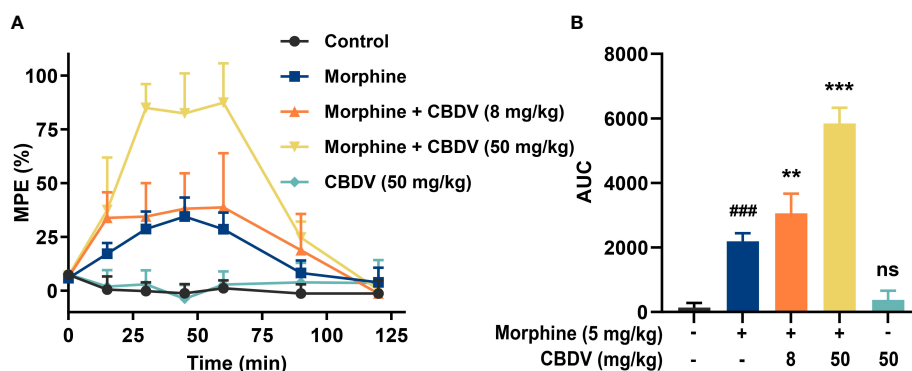 A
MPE (%)
100
75
50
25
0
0 25 50 75 100 125
Time (min)
Control
Morphine
Morphine + CBDV (8 mg/kg)
Morphine + CBDV (50 mg/kg)
CBDV (50 mg/kg)
B
AUC
8000
6000
4000
2000
0
###
**
***
ns
Morphine (5 mg/kg) - + + + -
CBDV (mg/kg) - - 8 50 50